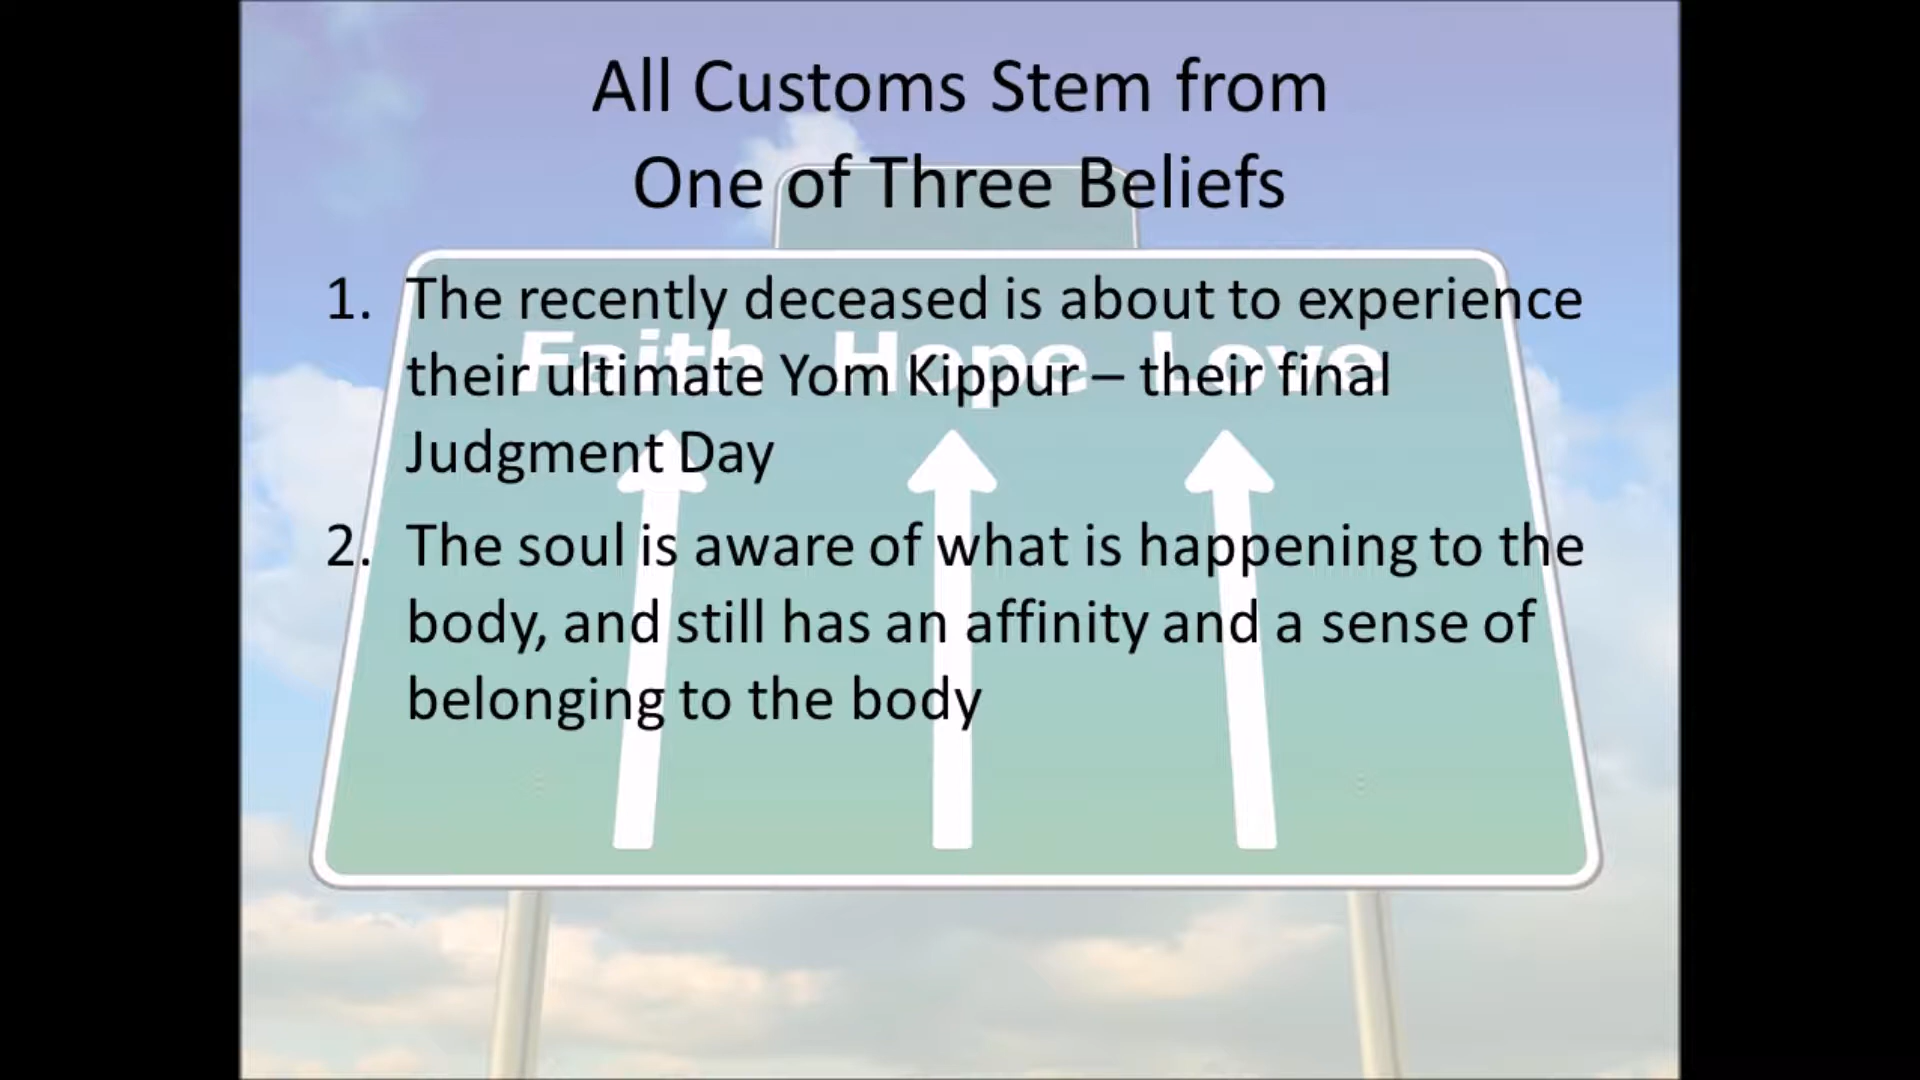 All Customs Stem from
One of Three Beliefs
1. The recently deceased is about to experience
their ultimate Yom Kippur – their final
Judgment Day
2. The soul is aware of what is happening to the
body, and still has an affinity and a sense of
belonging to the body
Faith Hope Love